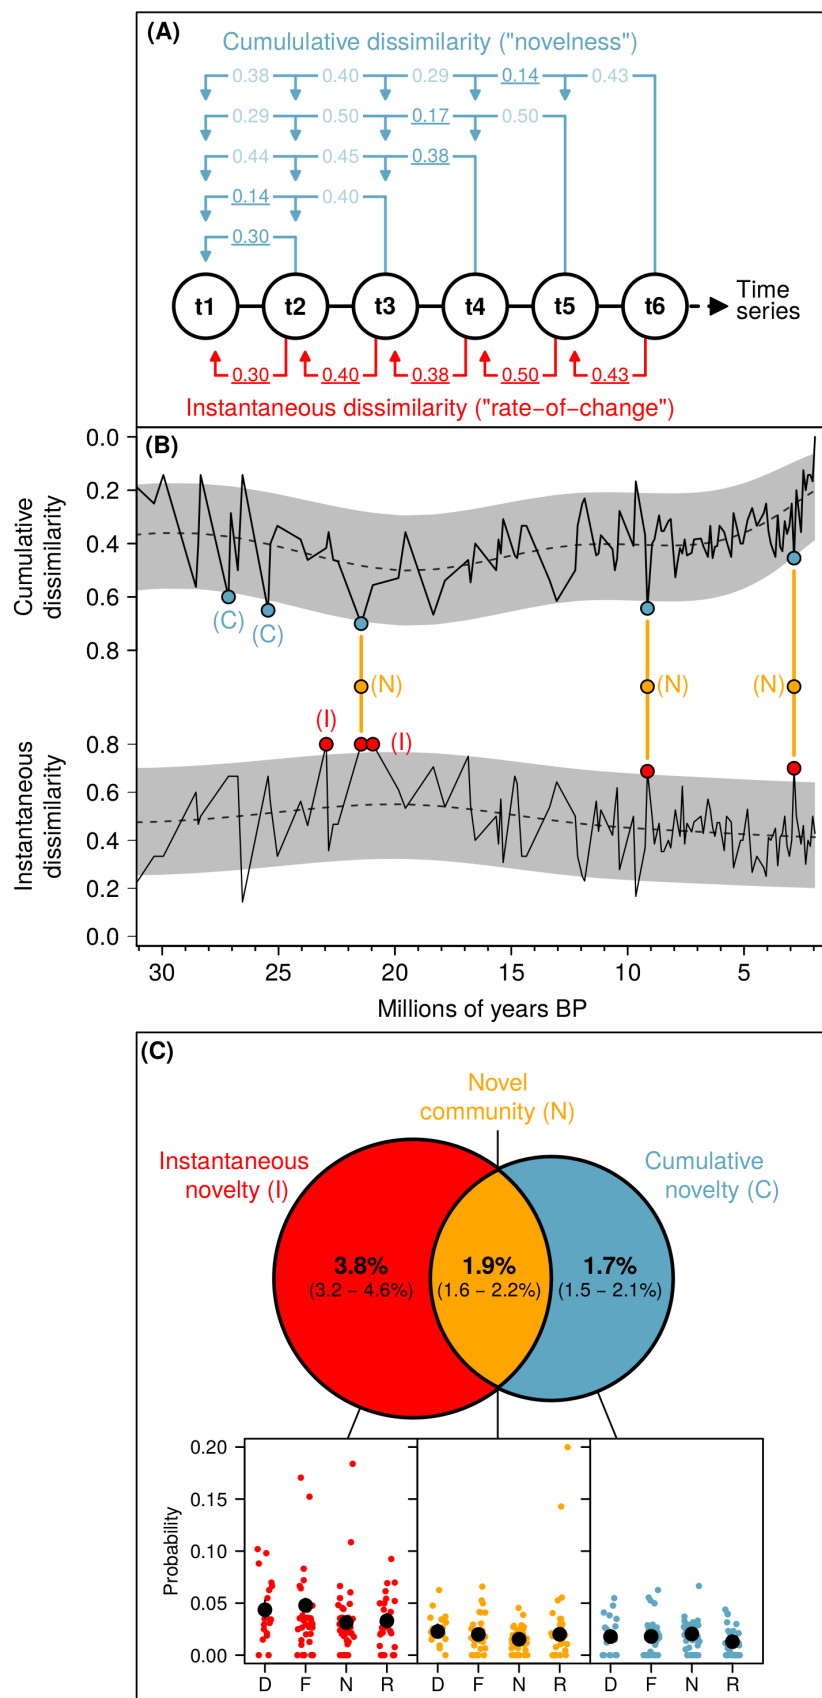 (A)
Cumululative dissimilarity ("novelness")
0.38 0.40 0.29 0.14 0.43
0.29 0.50 0.17 0.50
0.44 0.45 0.38
0.14 0.40
0.30
t1 t2 t3 t4 t5 t6
Time
series
0.30 0.40 0.38 0.50 0.43
Instantaneous dissimilarity ("rate−of−change")
(B)
Cumulative
dissimilarity
0.0
0.2
0.4
0.6
0.8
(C)
(C)
(N) (N) (N)
(I)
(I)
Instantaneous
dissimilarity
0.8
0.6
0.4
0.2
0.0
30 25 20 15 10 5
Millions of years BP
(C)
Novel
community (N)
Instantaneous
novelty (I)
Cumulative
novelty (C)
3.8%
(3.2 − 4.6%)
1.9%
(1.6 − 2.2%)
1.7%
(1.5 − 2.1%)
Probability
0.20
0.15
0.10
0.05
0.00
D F N R D F N R D F N R